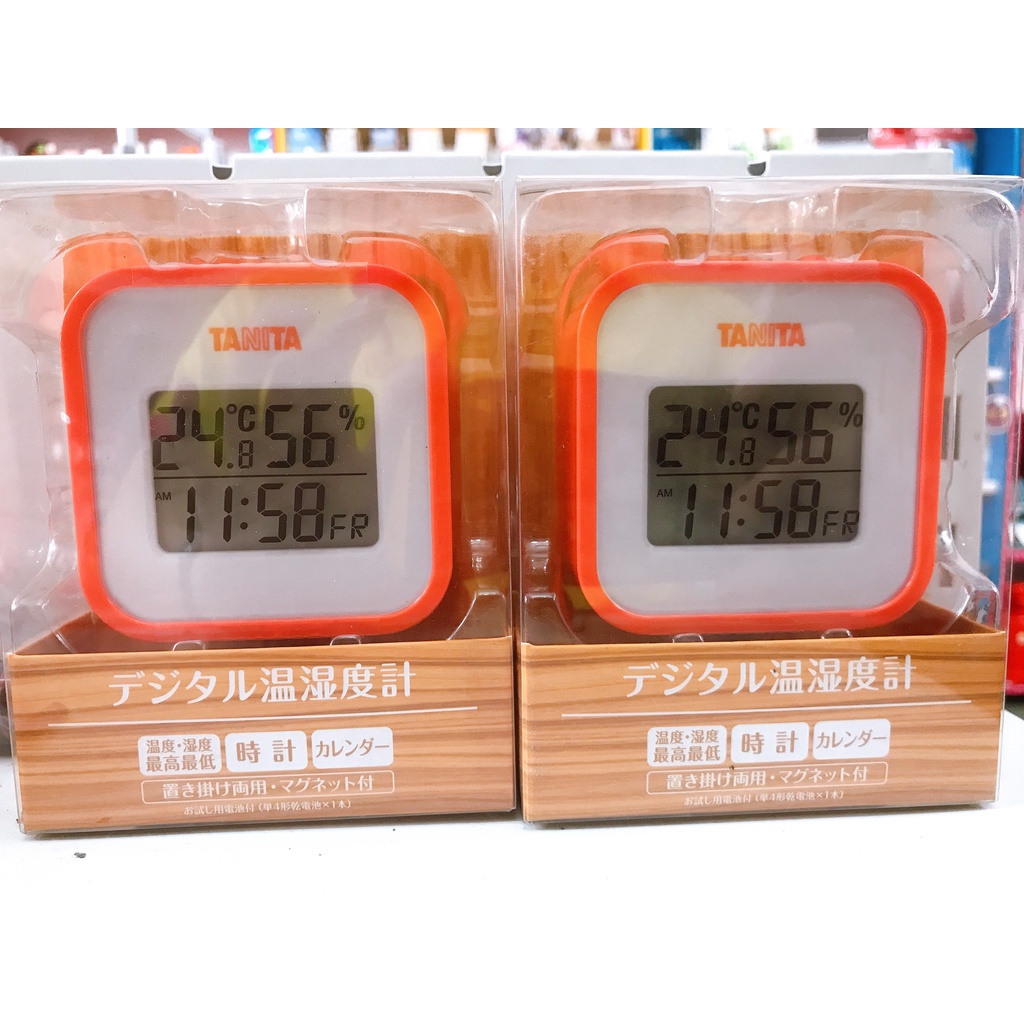 TANITA
24.8℃ 56%
AM 11:58 FR
デジタル温湿度計
温度・湿度
最高最低
時計
カレンダー
置き掛け両用・マグネット付
お試し用電池付（単4形乾電池×1本）
TANITA
24.8℃ 56%
AM 11:58 FR
デジタル温湿度計
温度・湿度
最高最低
時計
カレンダー
置き掛け両用・マグネット付
お試し用電池付（単4形乾電池×1本）